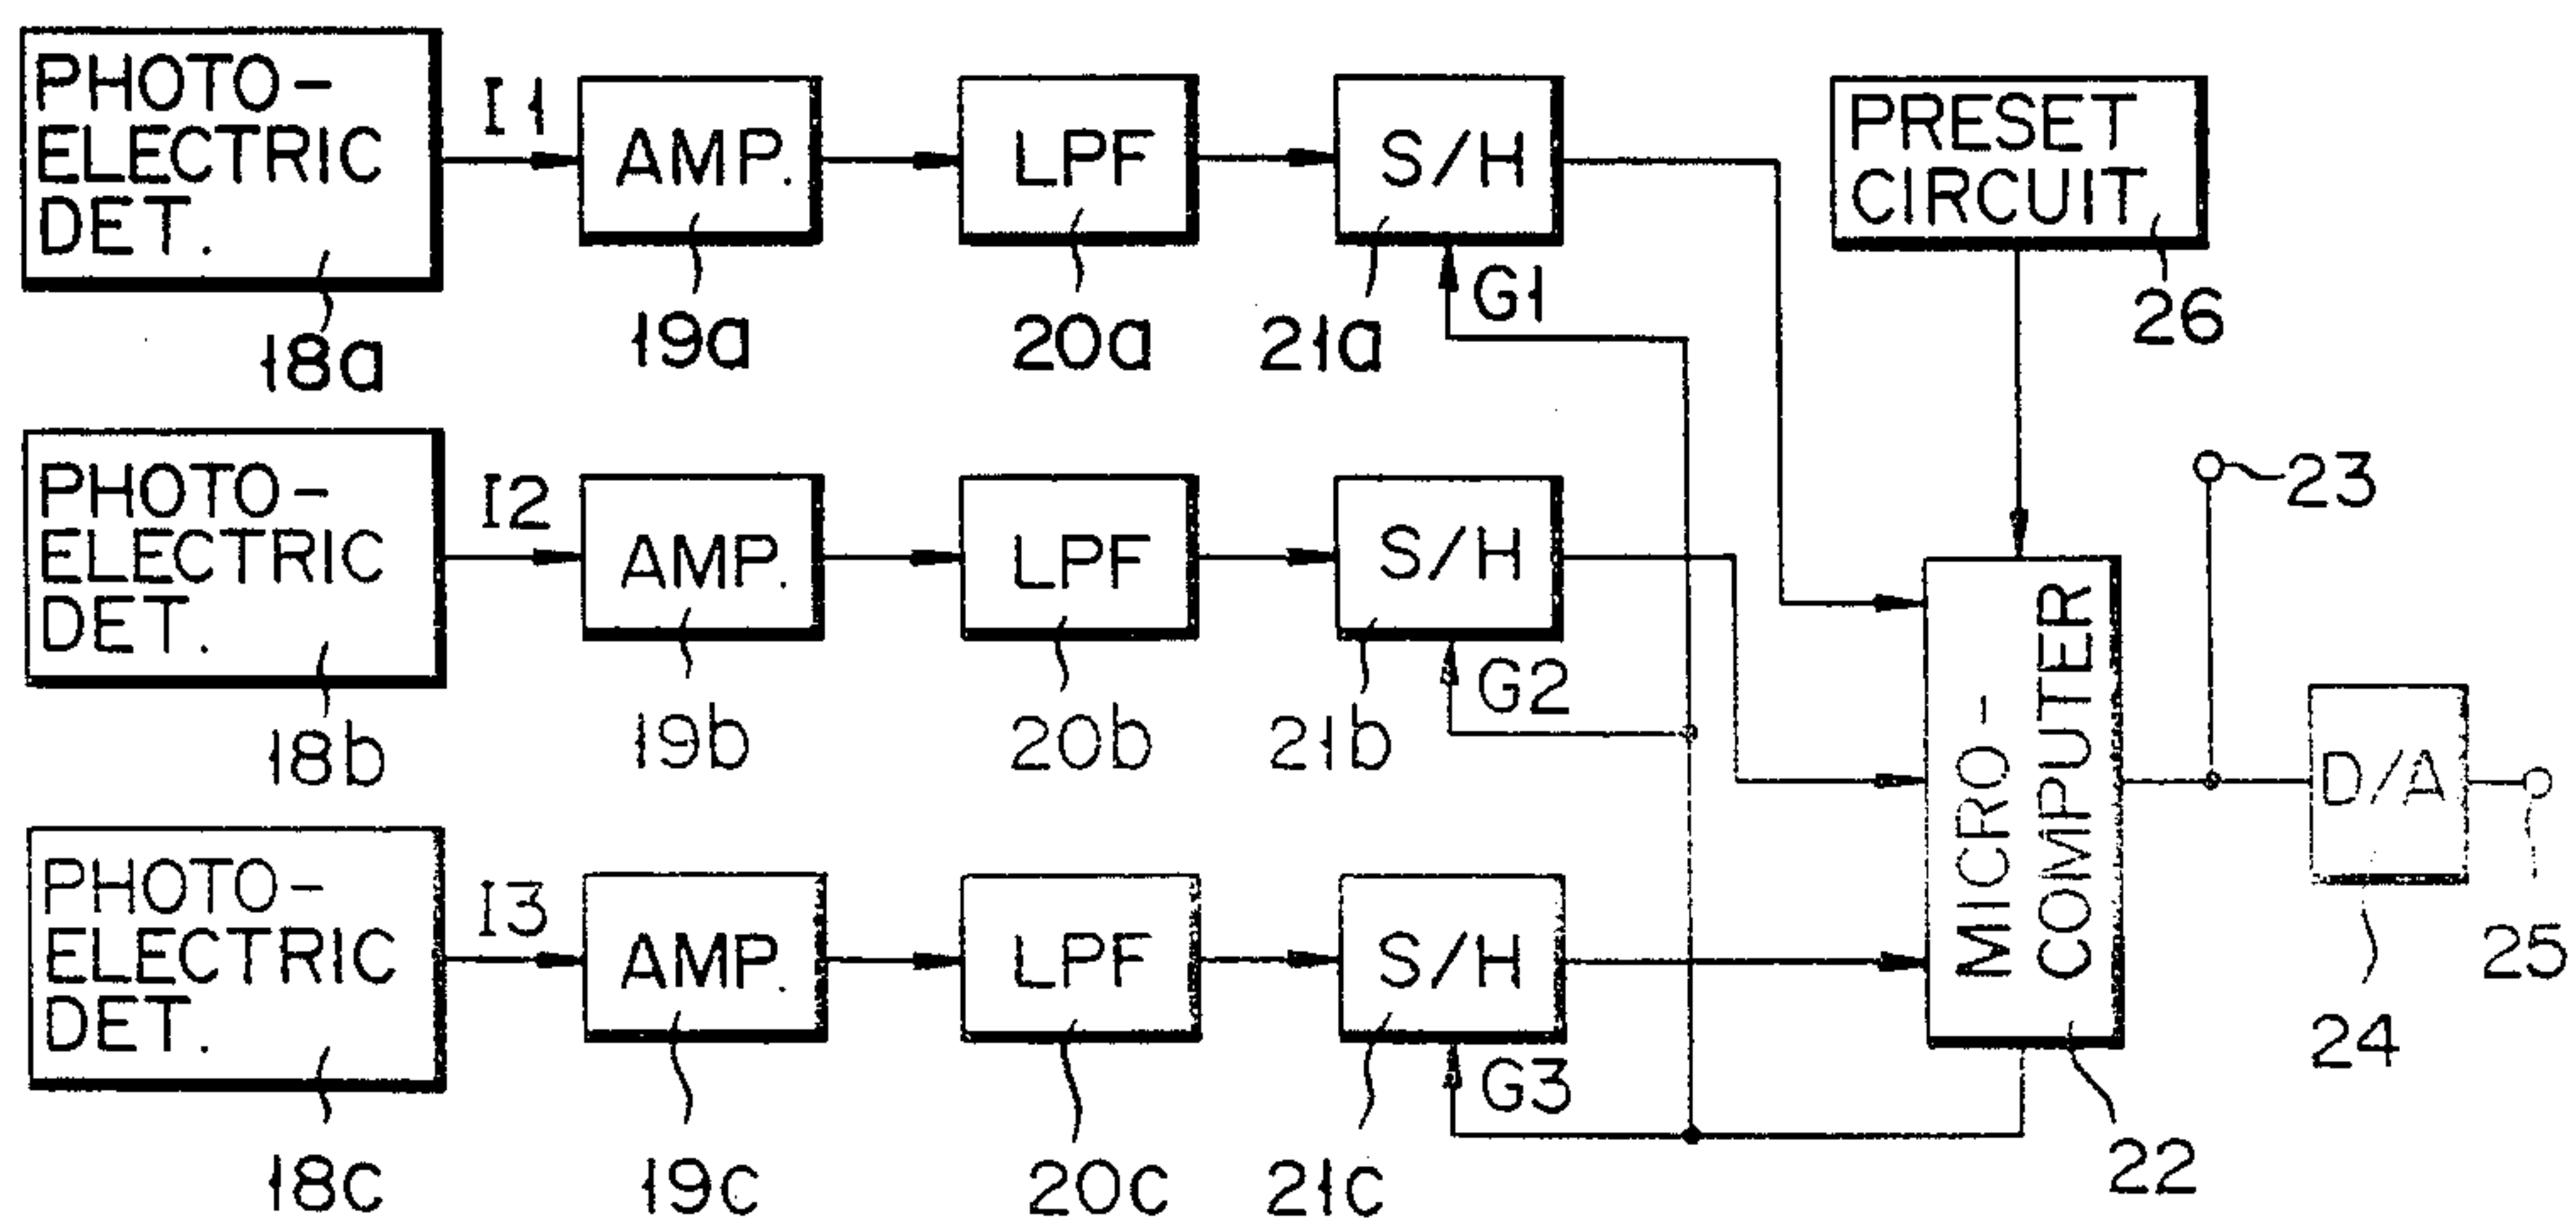 PHOTO-
ELECTRIC
DET.
I1
AMP.
LPF
S/H
PRESET
CIRCUIT
G1
26
18a
19a
20a
21a
PHOTO-
ELECTRIC
DET.
I2
AMP.
LPF
S/H
23
G2
18b
19b
20b
21b
MICRO-
COMPUTER
D/A
PHOTO-
ELECTRIC
DET.
I3
AMP.
LPF
S/H
25
24
G3
18c
19c
20c
21c
22